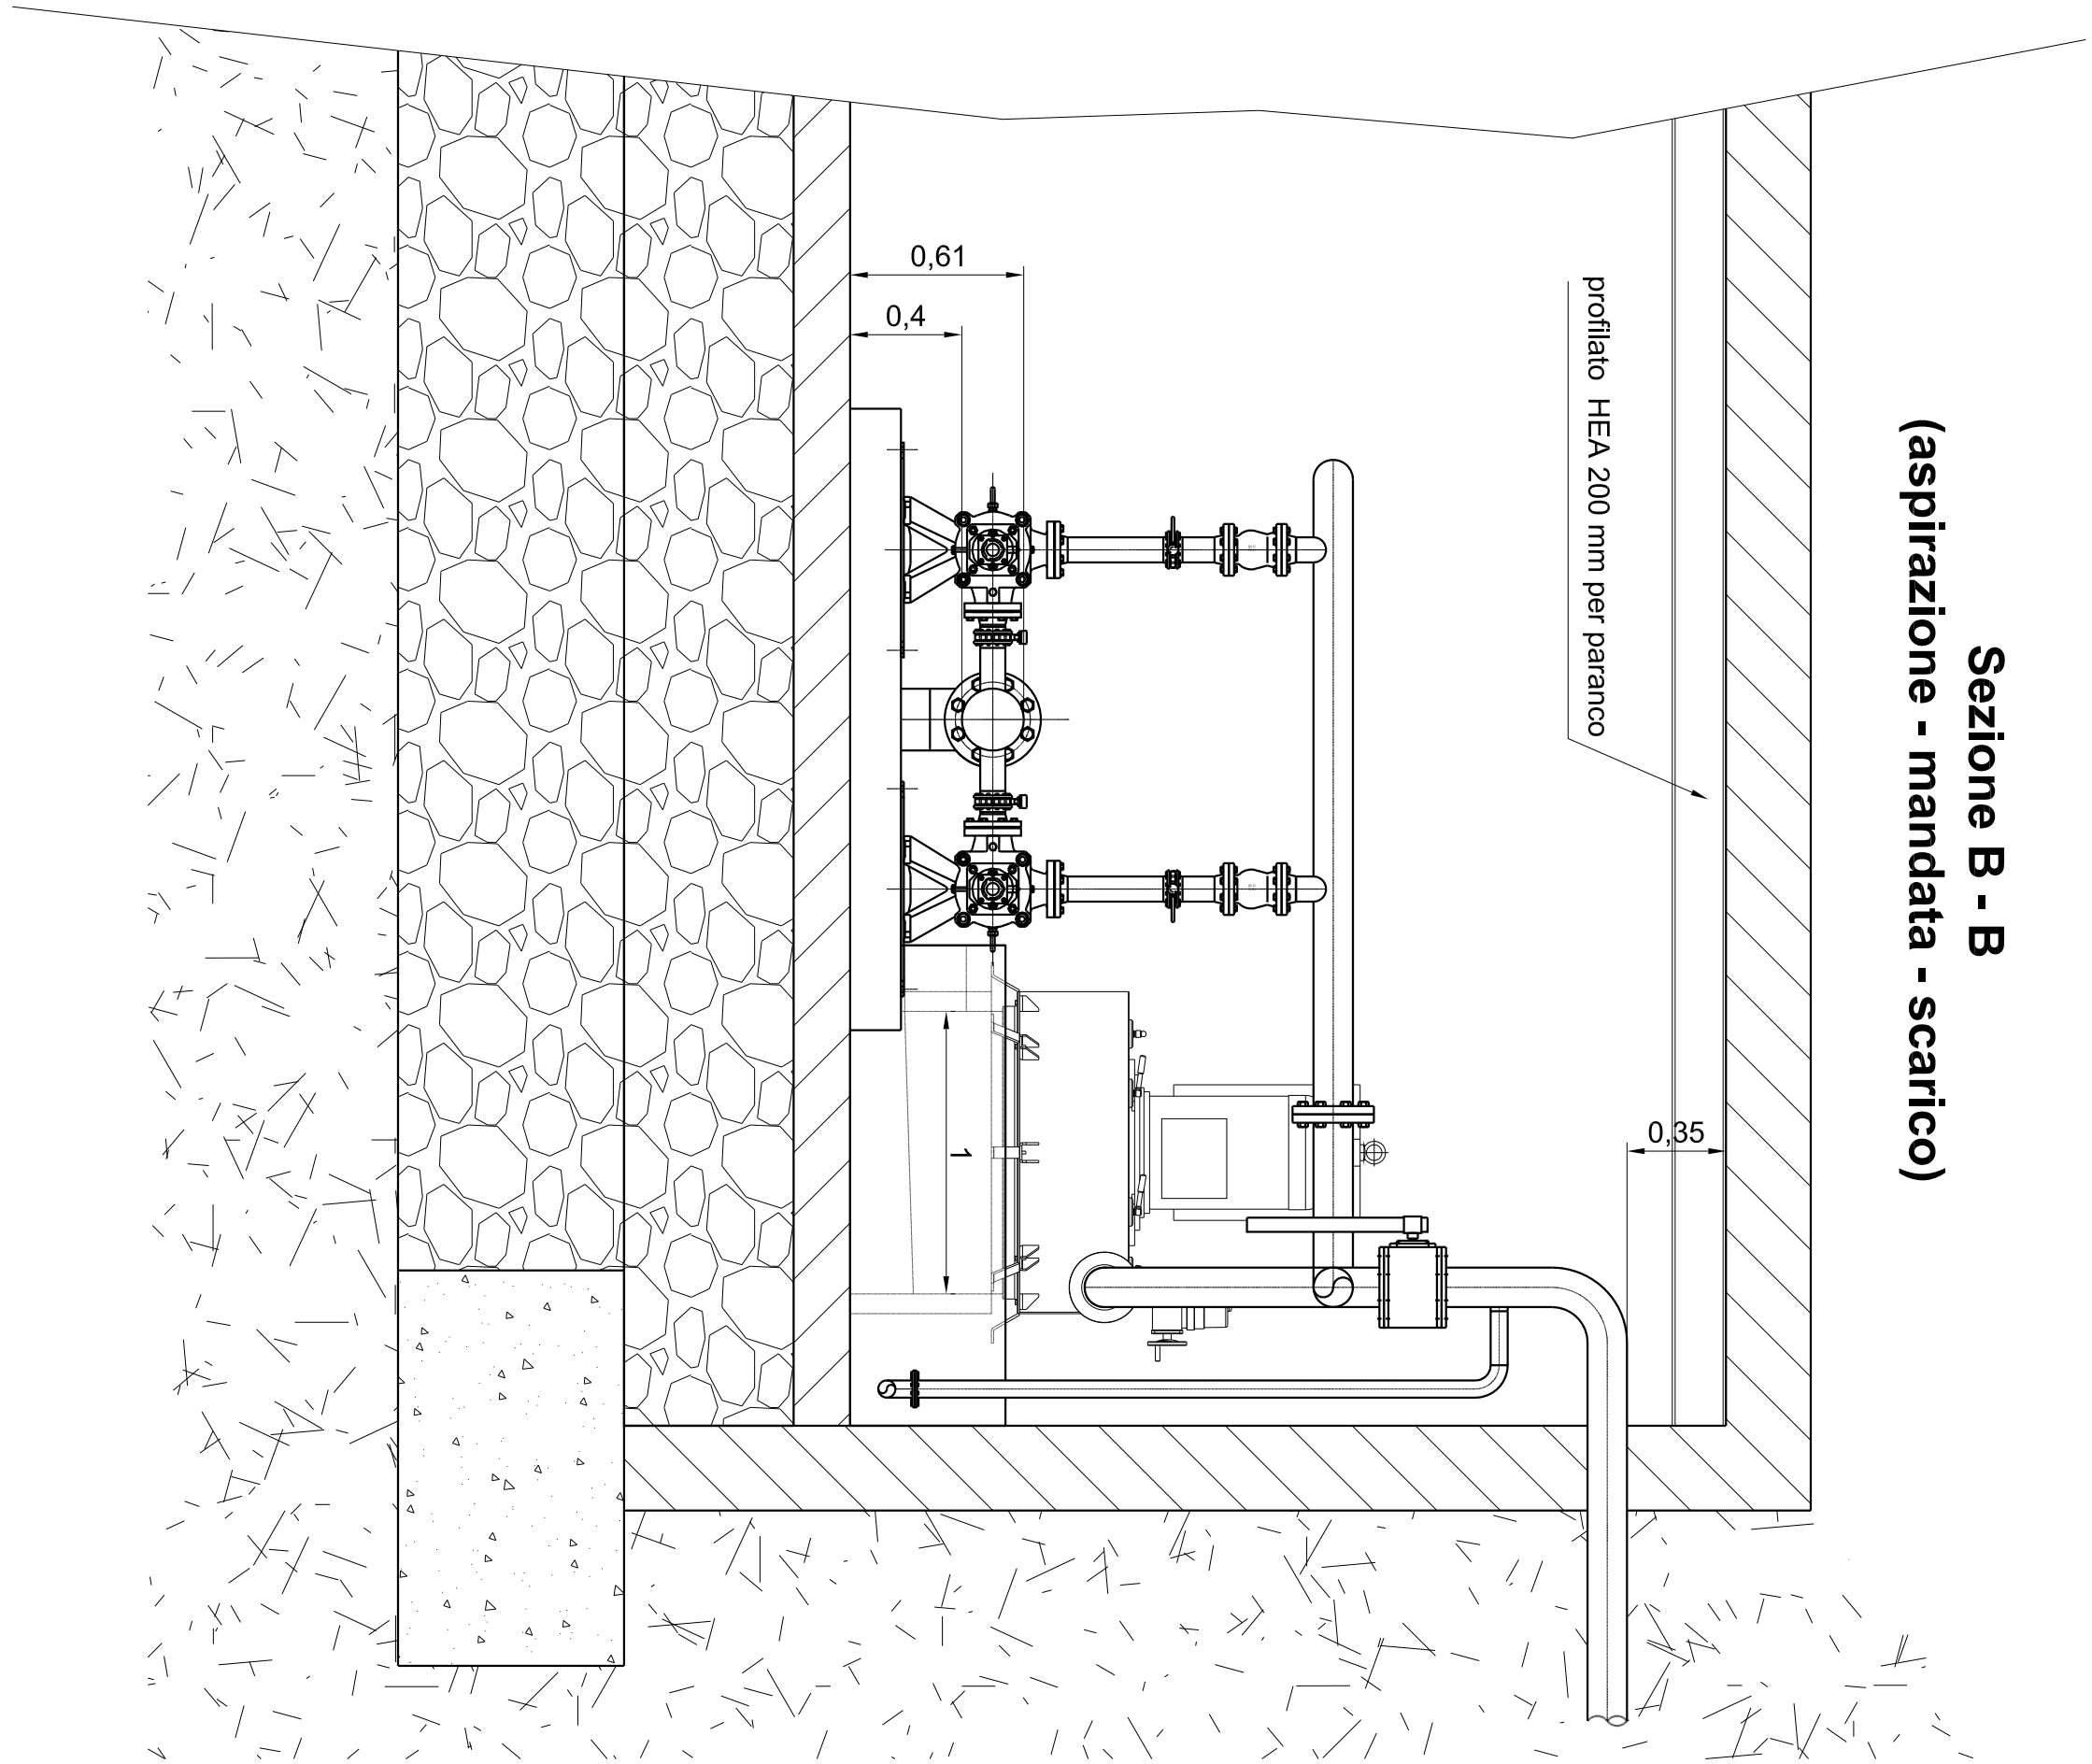 Sezione B - B
(aspirazione - mandata - scarico)
profilato HEA 200 mm per paranco
0,61
0,4
0,35
1